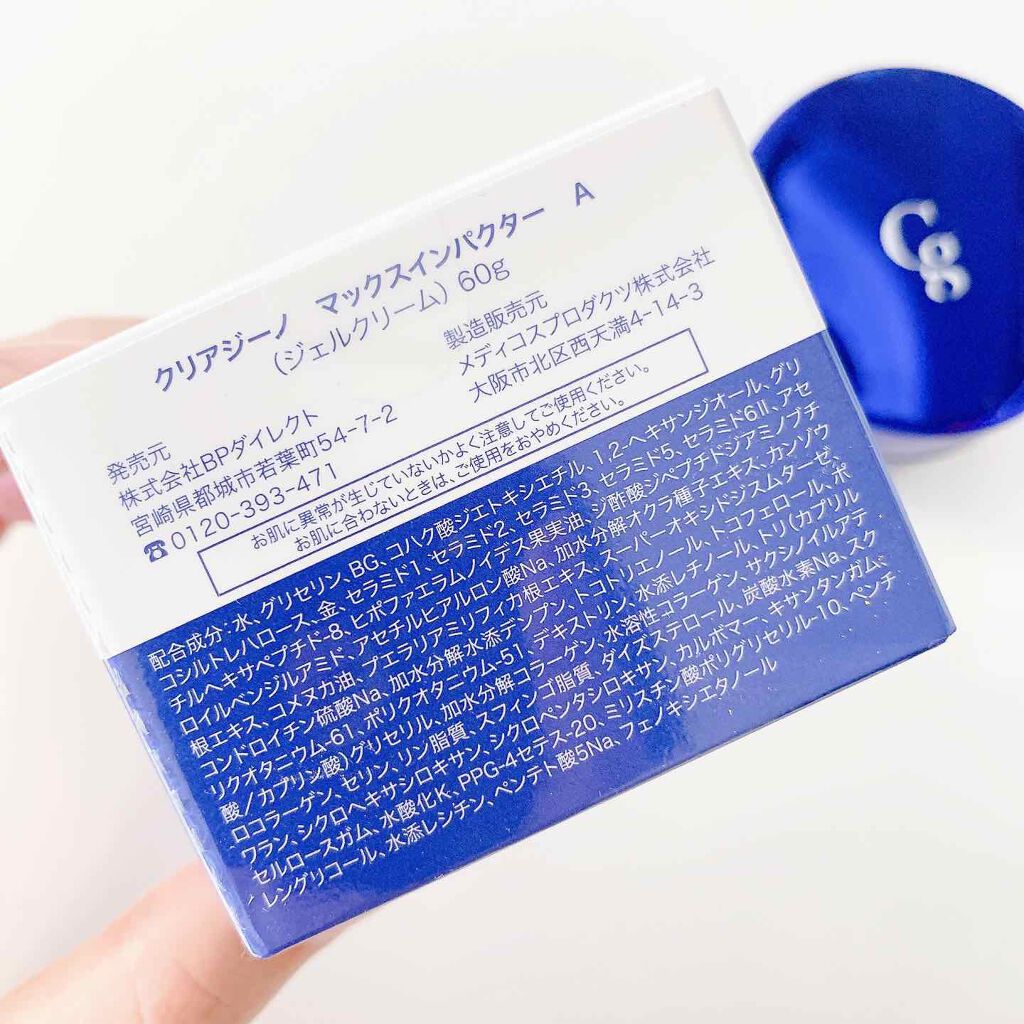 クリアジーノ　マックスインパクター　A
(ジェルクリーム) 60g
発売元
株式会社BPダイレクト
宮崎県都城市若葉町54-7-2
☎0120-393-471
製造販売元
メディコスプロダクツ株式会社
大阪市北区西天満4-14-3
お肌に異常が生じていないかよく注意してご使用ください。
お肌に合わないときは、ご使用をおやめください。
配合成分:水、グリセリン、BG、コハク酸ジエトキシエチル、1,2-ヘキサンジオール、グリ
コシルトレハロース、金、セラミド1、セラミド2、セラミド3、セラミド5、セラミド6II、アセ
チルヘキサペプチド-8、ヒポファエラムノイデス果実油、ジ酢酸ジペプチドジアミノブチ
ロイルベンジルアミド、アセチルヒアルロン酸Na、加水分解オクラ種子エキス、カンゾウ
根エキス、コメヌカ油、プエラリアミリフィカ根エキス、スーパーオキシドジスムターゼ、
コンドロイチン硫酸Na、加水分解水添デンプン、トコトリエノール、トコフェロール、ポ
リクオタニウム-61、ポリクオタニウム-51、デキストリン、水添レチノール、トリ(カプリル
酸/カプリン酸)グリセリル、加水分解コラーゲン、水溶性コラーゲン、サクシノイルアテ
ロコラーゲン、セリン、リン脂質、スフィンゴ脂質、ダイズステロール、炭酸水素Na、スク
ワラン、シクロヘキサシロキサン、シクロペンタシロキサン、カルボマー、キサンタンガム、
セルロースガム、水酸化K、PPG-4セテス-20、ミリスチン酸ポリグリセリル-10、ペンチ
レングリコール、水添レシチン、ペンテト酸5Na、フェノキシエタノール
Cgs